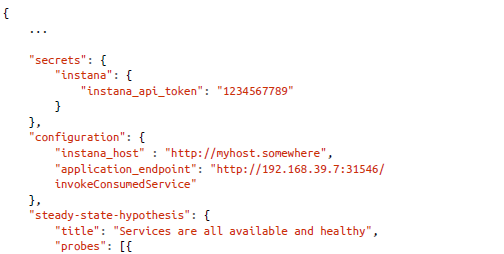 {
    ...
    "secrets": {
        "instana": {
            "instana_api_token": "1234567789"
        }
    },
    "configuration": {
        "instana_host" : "http://myhost.somewhere",
        "application_endpoint": "http://192.168.39.7:31546/
        invokeConsumedService"
    },
    "steady-state-hypothesis": {
        "title": "Services are all available and healthy",
        "probes": [{